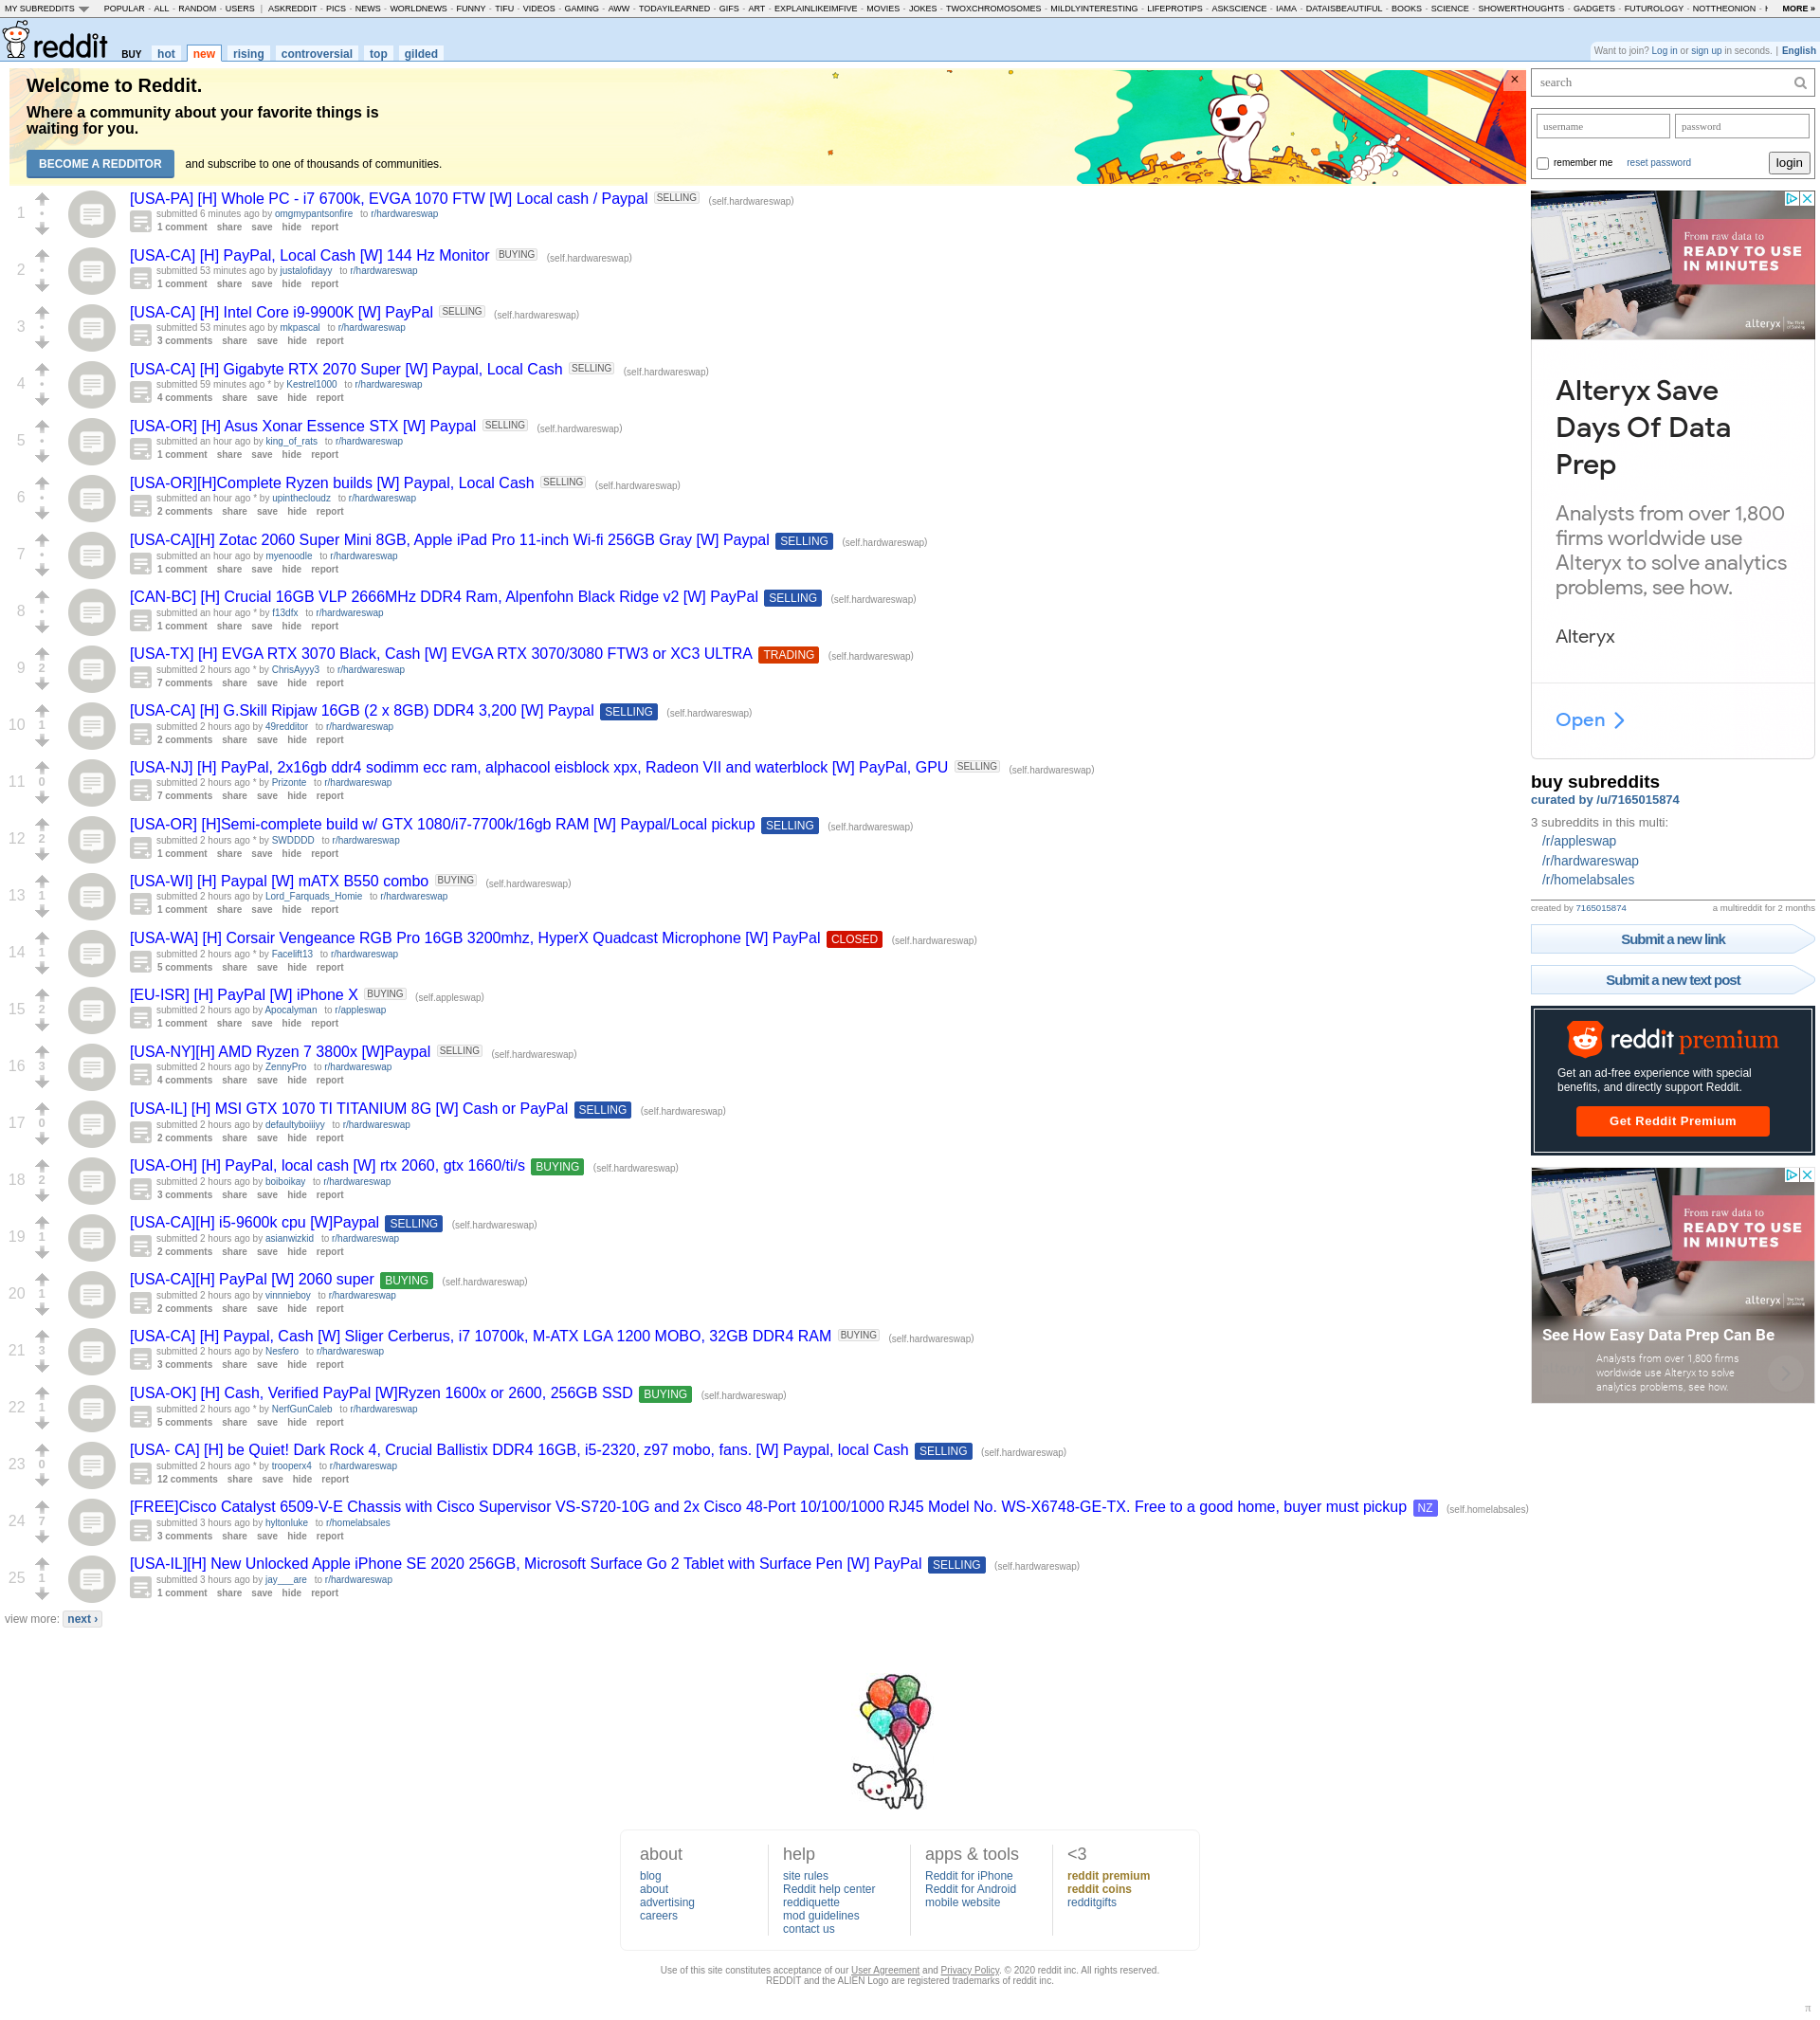 MY SUBREDDITS POPULAR - ALL - RANDOM - USERS | ASKREDDIT - PICS - NEWS - WORLDNEWS - FUNNY - TIFU - VIDEOS - GAMING - AWW - TODAYILEARNED - GIFS - ART - EXPLAINLIKEIMFIVE - MOVIES - JOKES - TWOXCHROMOSOMES - MILDLYINTERESTING - LIFEPROTIPS - ASKSCIENCE - IAMA - DATAISBEAUTIFUL - BOOKS - SCIENCE - SHOWERTHOUGHTS - GADGETS - FUTUROLOGY - NOTTHEONION - MORE »
reddit BUY hot new rising controversial top gilded
Want to join? Log in or sign up in seconds. | English
Welcome to Reddit.
Where a community about your favorite things is
waiting for you.
BECOME A REDDITOR and subscribe to one of thousands of communities.
×
1
[USA-PA] [H] Whole PC - i7 6700k, EVGA 1070 FTW [W] Local cash / Paypal SELLING (self.hardwareswap)
submitted 6 minutes ago by omgmypantsonfire to r/hardwareswap
1 comment share save hide report
2
[USA-CA] [H] PayPal, Local Cash [W] 144 Hz Monitor BUYING (self.hardwareswap)
submitted 53 minutes ago by justalofidayy to r/hardwareswap
1 comment share save hide report
3
[USA-CA] [H] Intel Core i9-9900K [W] PayPal SELLING (self.hardwareswap)
submitted 53 minutes ago by mkpascal to r/hardwareswap
3 comments share save hide report
4
[USA-CA] [H] Gigabyte RTX 2070 Super [W] Paypal, Local Cash SELLING (self.hardwareswap)
submitted 59 minutes ago * by Kestrel1000 to r/hardwareswap
4 comments share save hide report
5
[USA-OR] [H] Asus Xonar Essence STX [W] Paypal SELLING (self.hardwareswap)
submitted an hour ago by king_of_rats to r/hardwareswap
1 comment share save hide report
6
[USA-OR][H]Complete Ryzen builds [W] Paypal, Local Cash SELLING (self.hardwareswap)
submitted an hour ago * by upinthecloudz to r/hardwareswap
2 comments share save hide report
7
[USA-CA][H] Zotac 2060 Super Mini 8GB, Apple iPad Pro 11-inch Wi-fi 256GB Gray [W] Paypal SELLING (self.hardwareswap)
submitted an hour ago by myenoodle to r/hardwareswap
1 comment share save hide report
8
[CAN-BC] [H] Crucial 16GB VLP 2666MHz DDR4 Ram, Alpenfohn Black Ridge v2 [W] PayPal SELLING (self.hardwareswap)
submitted an hour ago * by f13dfx to r/hardwareswap
1 comment share save hide report
9 2
[USA-TX] [H] EVGA RTX 3070 Black, Cash [W] EVGA RTX 3070/3080 FTW3 or XC3 ULTRA TRADING (self.hardwareswap)
submitted 2 hours ago * by ChrisAyyy3 to r/hardwareswap
7 comments share save hide report
10 1
[USA-CA] [H] G.Skill Ripjaw 16GB (2 x 8GB) DDR4 3,200 [W] Paypal SELLING (self.hardwareswap)
submitted 2 hours ago by 49redditor to r/hardwareswap
2 comments share save hide report
11 0
[USA-NJ] [H] PayPal, 2x16gb ddr4 sodimm ecc ram, alphacool eisblock xpx, Radeon VII and waterblock [W] PayPal, GPU SELLING (self.hardwareswap)
submitted 2 hours ago * by Prizonte to r/hardwareswap
7 comments share save hide report
12 2
[USA-OR] [H]Semi-complete build w/ GTX 1080/i7-7700k/16gb RAM [W] Paypal/Local pickup SELLING (self.hardwareswap)
submitted 2 hours ago * by SWDDDD to r/hardwareswap
1 comment share save hide report
13 1
[USA-WI] [H] Paypal [W] mATX B550 combo BUYING (self.hardwareswap)
submitted 2 hours ago by Lord_Farquads_Homie to r/hardwareswap
1 comment share save hide report
14 1
[USA-WA] [H] Corsair Vengeance RGB Pro 16GB 3200mhz, HyperX Quadcast Microphone [W] PayPal CLOSED (self.hardwareswap)
submitted 2 hours ago * by Facelift13 to r/hardwareswap
5 comments share save hide report
15 2
[EU-ISR] [H] PayPal [W] iPhone X BUYING (self.appleswap)
submitted 2 hours ago by Apocalyman to r/appleswap
1 comment share save hide report
16 3
[USA-NY][H] AMD Ryzen 7 3800x [W]Paypal SELLING (self.hardwareswap)
submitted 2 hours ago by ZennyPro to r/hardwareswap
4 comments share save hide report
17 0
[USA-IL] [H] MSI GTX 1070 TI TITANIUM 8G [W] Cash or PayPal SELLING (self.hardwareswap)
submitted 2 hours ago by defaultyboiiiyy to r/hardwareswap
2 comments share save hide report
18 2
[USA-OH] [H] PayPal, local cash [W] rtx 2060, gtx 1660/ti/s BUYING (self.hardwareswap)
submitted 2 hours ago by boiboikay to r/hardwareswap
3 comments share save hide report
19 1
[USA-CA][H] i5-9600k cpu [W]Paypal SELLING (self.hardwareswap)
submitted 2 hours ago by asianwizkid to r/hardwareswap
2 comments share save hide report
20 1
[USA-CA][H] PayPal [W] 2060 super BUYING (self.hardwareswap)
submitted 2 hours ago by vinnnieboy to r/hardwareswap
2 comments share save hide report
21 3
[USA-CA] [H] Paypal, Cash [W] Sliger Cerberus, i7 10700k, M-ATX LGA 1200 MOBO, 32GB DDR4 RAM BUYING (self.hardwareswap)
submitted 2 hours ago by Nesfero to r/hardwareswap
3 comments share save hide report
22 1
[USA-OK] [H] Cash, Verified PayPal [W]Ryzen 1600x or 2600, 256GB SSD BUYING (self.hardwareswap)
submitted 2 hours ago * by NerfGunCaleb to r/hardwareswap
5 comments share save hide report
23 0
[USA- CA] [H] be Quiet! Dark Rock 4, Crucial Ballistix DDR4 16GB, i5-2320, z97 mobo, fans. [W] Paypal, local Cash SELLING (self.hardwareswap)
submitted 2 hours ago * by trooperx4 to r/hardwareswap
12 comments share save hide report
24 7
[FREE]Cisco Catalyst 6509-V-E Chassis with Cisco Supervisor VS-S720-10G and 2x Cisco 48-Port 10/100/1000 RJ45 Model No. WS-X6748-GE-TX. Free to a good home, buyer must pickup NZ (self.homelabsales)
submitted 3 hours ago by hyltonluke to r/homelabsales
3 comments share save hide report
25 1
[USA-IL][H] New Unlocked Apple iPhone SE 2020 256GB, Microsoft Surface Go 2 Tablet with Surface Pen [W] PayPal SELLING (self.hardwareswap)
submitted 3 hours ago by jay___are to r/hardwareswap
1 comment share save hide report
view more: next ›
search
username password
remember me reset password login
From raw data to
READY TO USE
IN MINUTES
alteryx
Alteryx Save
Days Of Data
Prep
Analysts from over 1,800
firms worldwide use
Alteryx to solve analytics
problems, see how.
Alteryx
Open
buy subreddits
curated by /u/7165015874
3 subreddits in this multi:
/r/appleswap
/r/hardwareswap
/r/homelabsales
created by 7165015874 a multireddit for 2 months
Submit a new link
Submit a new text post
reddit premium
Get an ad-free experience with special
benefits, and directly support Reddit.
Get Reddit Premium
From raw data to
READY TO USE
IN MINUTES
alteryx
See How Easy Data Prep Can Be
Analysts from over 1,800 firms
worldwide use Alteryx to solve
analytics problems, see how.
about
blog
about
advertising
careers
help
site rules
Reddit help center
reddiquette
mod guidelines
contact us
apps & tools
Reddit for iPhone
Reddit for Android
mobile website
<3
reddit premium
reddit coins
redditgifts
Use of this site constitutes acceptance of our User Agreement and Privacy Policy. © 2020 reddit inc. All rights reserved.
REDDIT and the ALIEN Logo are registered trademarks of reddit inc.
π